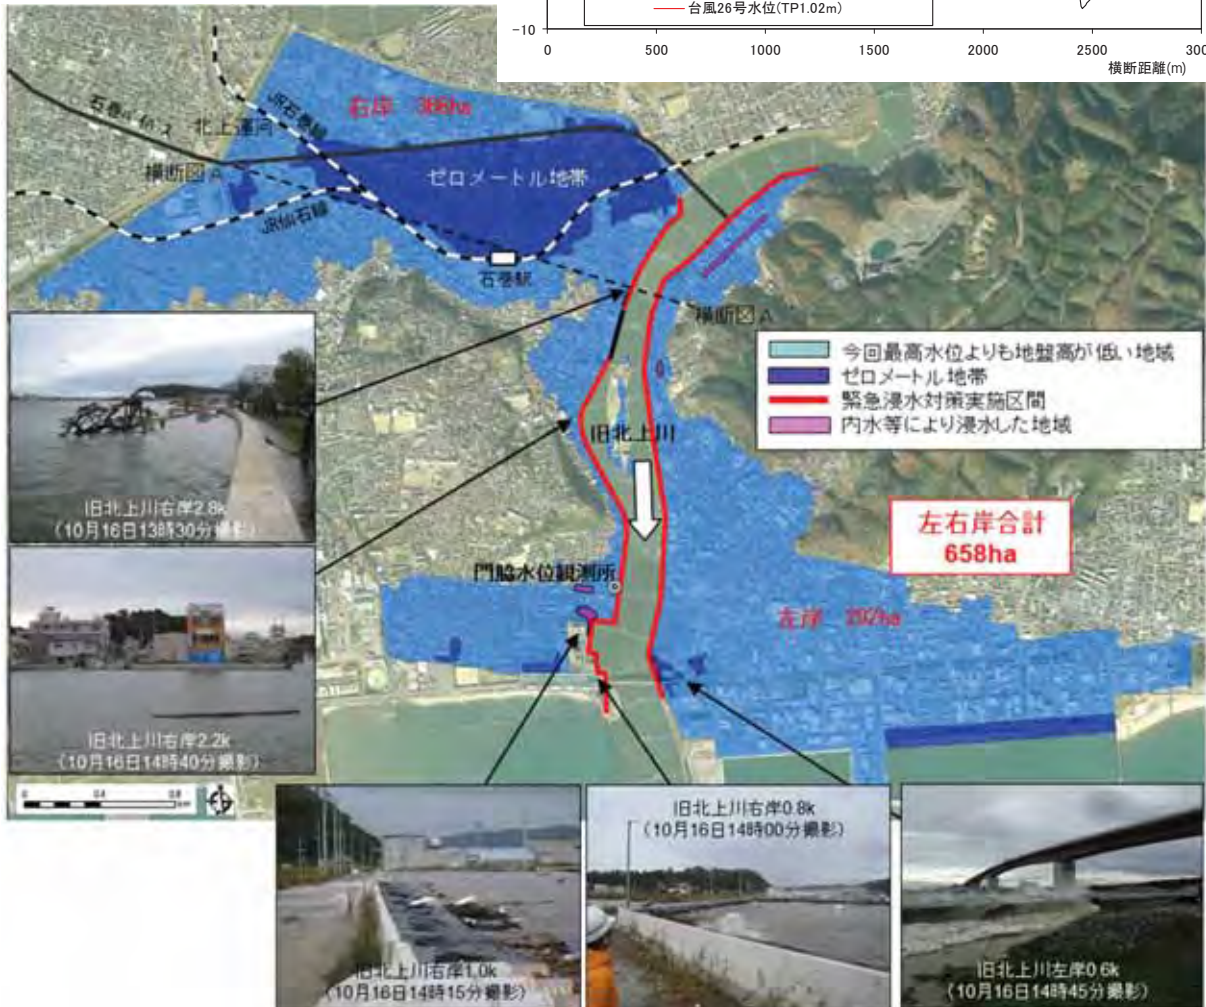 台風26号水位(TP1.02m)
-10
0
500
1000
1500
2000
2500
300
横断距離(m)
右岸 366ha
JR石巻線
北上運河
横断図A
ゼロメートル地帯
JR仙石線
石巻駅
横断図A
今回最高水位よりも地盤高が低い地域
ゼロメートル地帯
緊急浸水対策実施区間
内水等により浸水した地域
旧北上川
旧北上川右岸2.8k
(10月16日13時30分撮影)
左右岸合計
658ha
門脇水位観測所
左岸 292ha
旧北上川右岸2.2k
(10月16日14時40分撮影)
0 0.4 0.8
km
旧北上川右岸1.0k
(10月16日14時15分撮影)
旧北上川右岸0.8k
(10月16日14時00分撮影)
旧北上川左岸0.6k
(10月16日14時45分撮影)